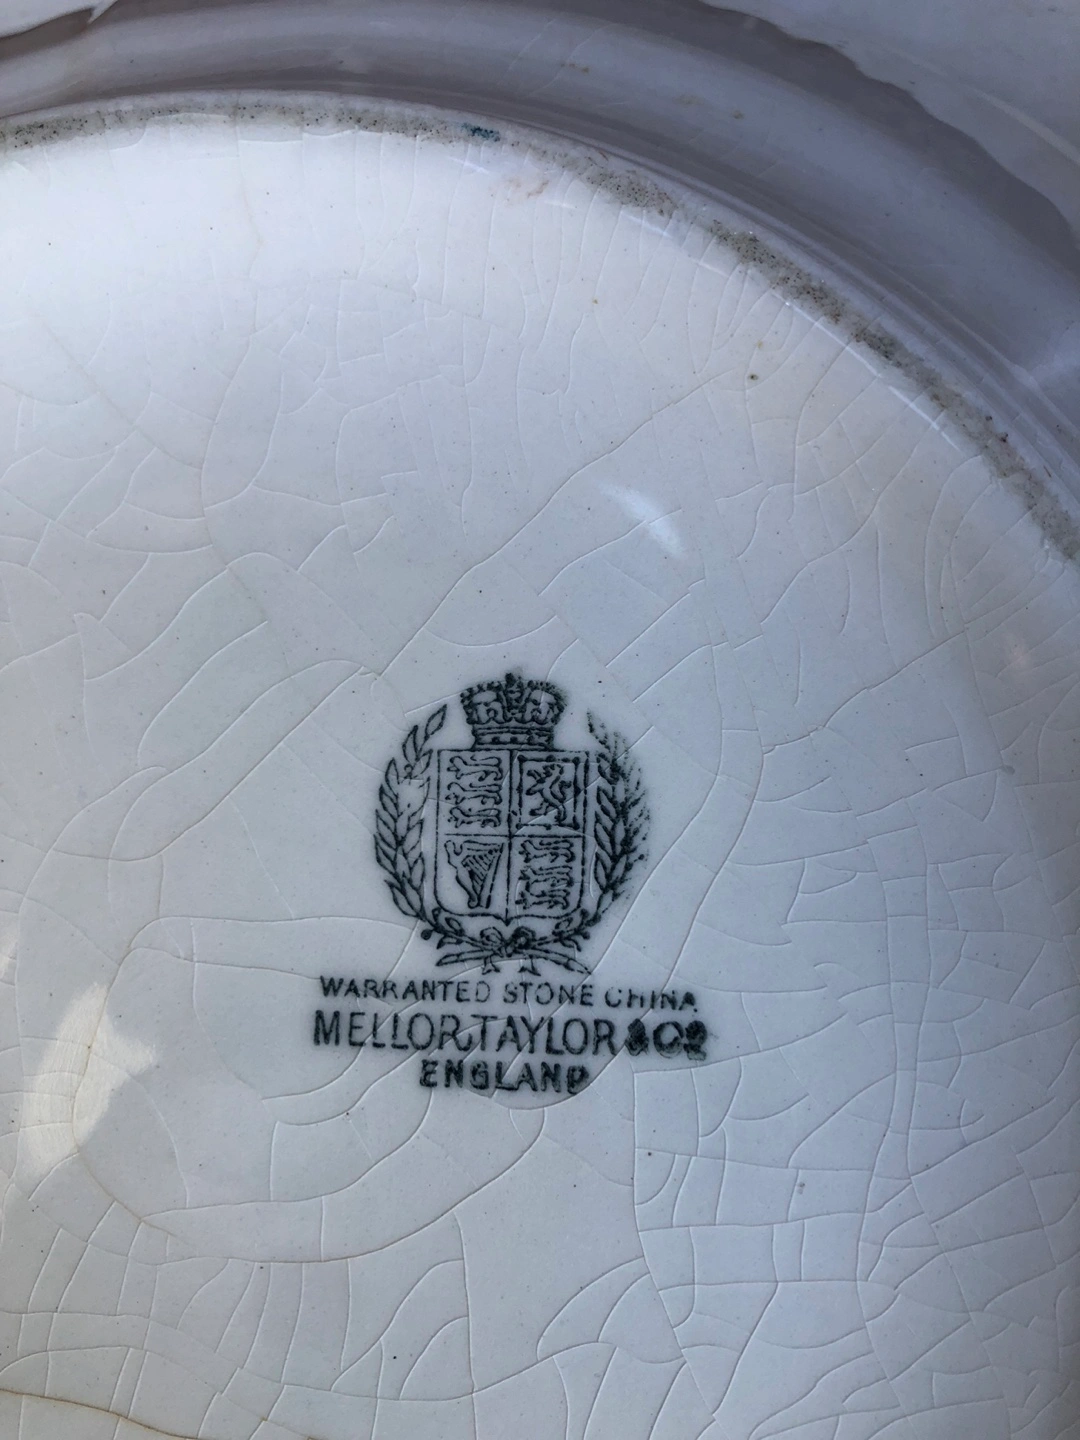 WARRANTED STONE CHINA
MELLOR, TAYLOR & Co
ENGLAND